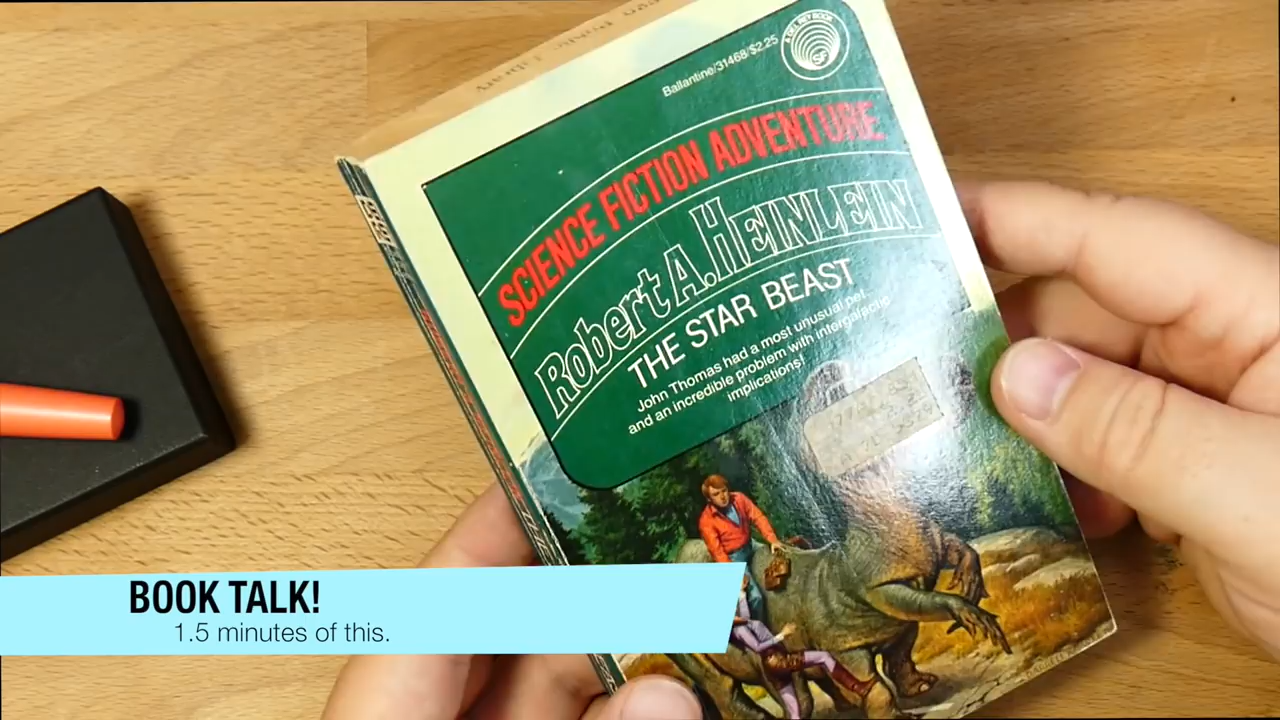 Ballantine/31468/$2.25
A DEL REY BOOK
SF
SCIENCE FICTION ADVENTURE
Robert A. HEINLEIN
THE STAR BEAST
John Thomas had a most unusual pet...
and an incredible problem with intergalactic
implications!
BOOK TALK!
1.5 minutes of this.